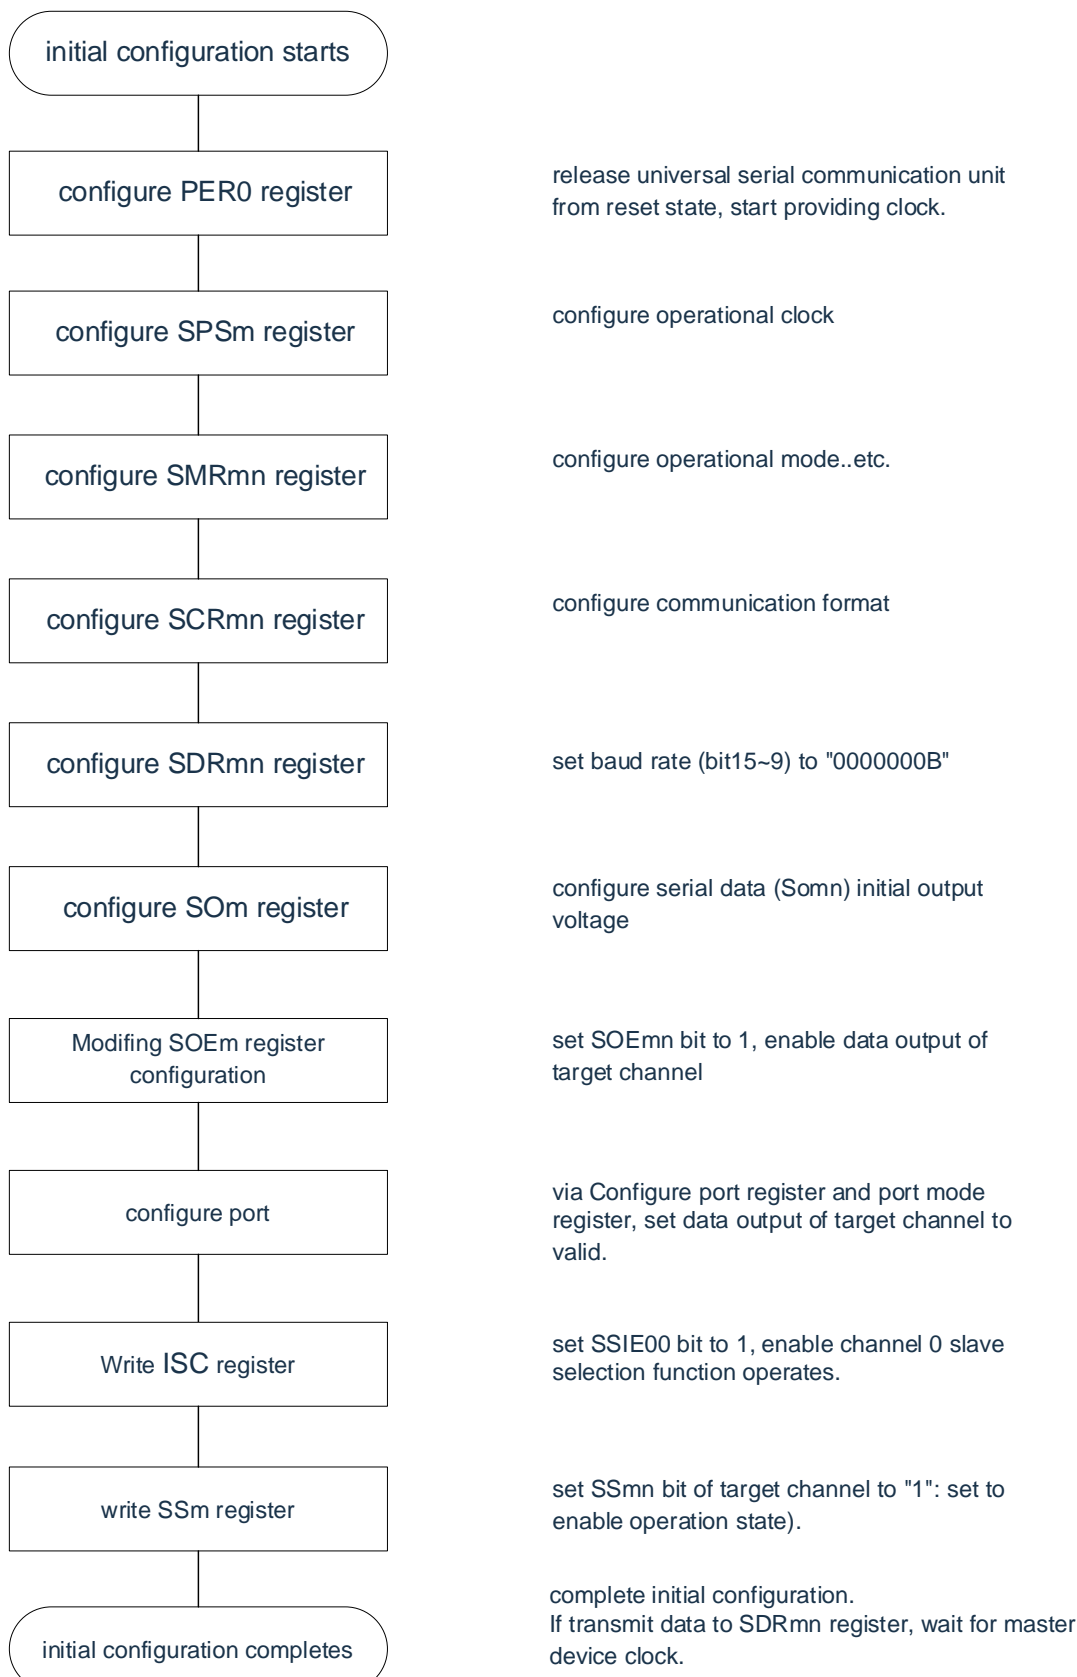 initial configuration starts
configure PER0 register
release universal serial communication unit
from reset state, start providing clock.
configure SPSm register
configure operational clock
configure SMRmn register
configure operational mode..etc.
configure SCRmn register
configure communication format
configure SDRmn register
set baud rate (bit15~9) to "0000000B"
configure SOm register
configure serial data (Somn) initial output
voltage
Modifing SOEm register
configuration
set SOEmn bit to 1, enable data output of
target channel
configure port
via Configure port register and port mode
register, set data output of target channel to
valid.
Write ISC register
set SSIE00 bit to 1, enable channel 0 slave
selection function operates.
write SSm register
set SSmn bit of target channel to "1": set to
enable operation state).
initial configuration completes
complete initial configuration.
If transmit data to SDRmn register, wait for master
device clock.